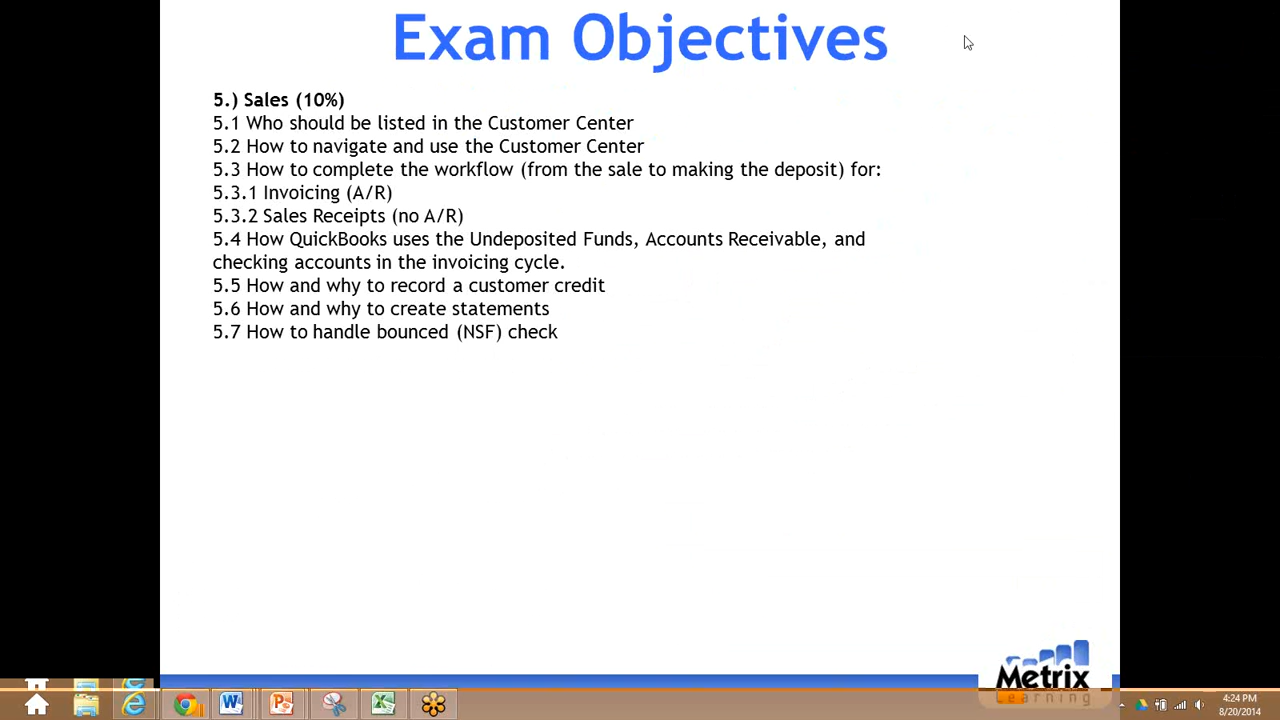 Exam Objectives
5.) Sales (10%)
5.1 Who should be listed in the Customer Center
5.2 How to navigate and use the Customer Center
5.3 How to complete the workflow (from the sale to making the deposit) for:
5.3.1 Invoicing (A/R)
5.3.2 Sales Receipts (no A/R)
5.4 How QuickBooks uses the Undeposited Funds, Accounts Receivable, and
checking accounts in the invoicing cycle.
5.5 How and why to record a customer credit
5.6 How and why to create statements
5.7 How to handle bounced (NSF) check
Metrix
Learning
4:24 PM
8/20/2014